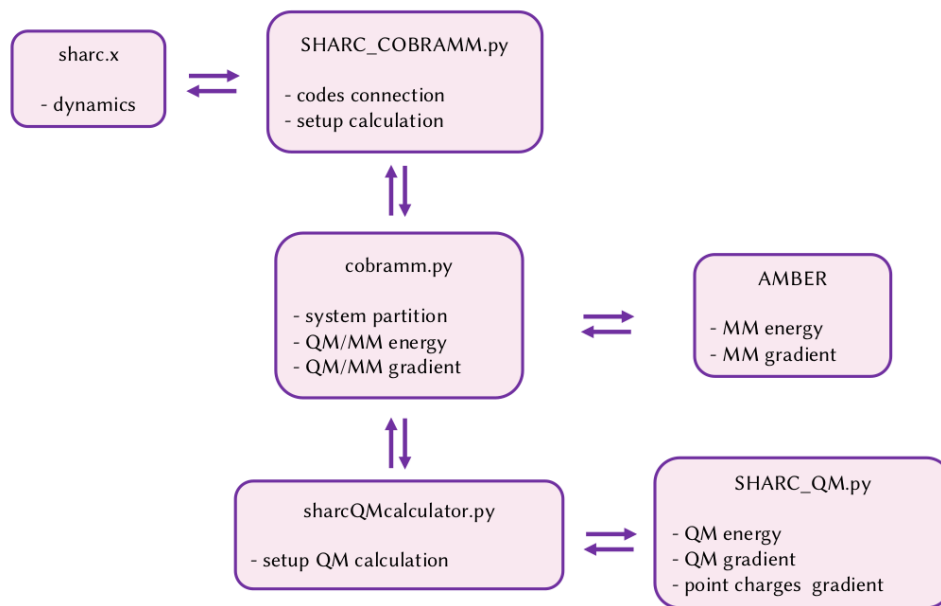 sharc.x
- dynamics
SHARC_COBRAMM.py
- codes connection
- setup calculation
cobramm.py
- system partition
- QM/MM energy
- QM/MM gradient
AMBER
- MM energy
- MM gradient
sharcQMcalculator.py
- setup QM calculation
SHARC_QM.py
- QM energy
- QM gradient
- point charges gradient